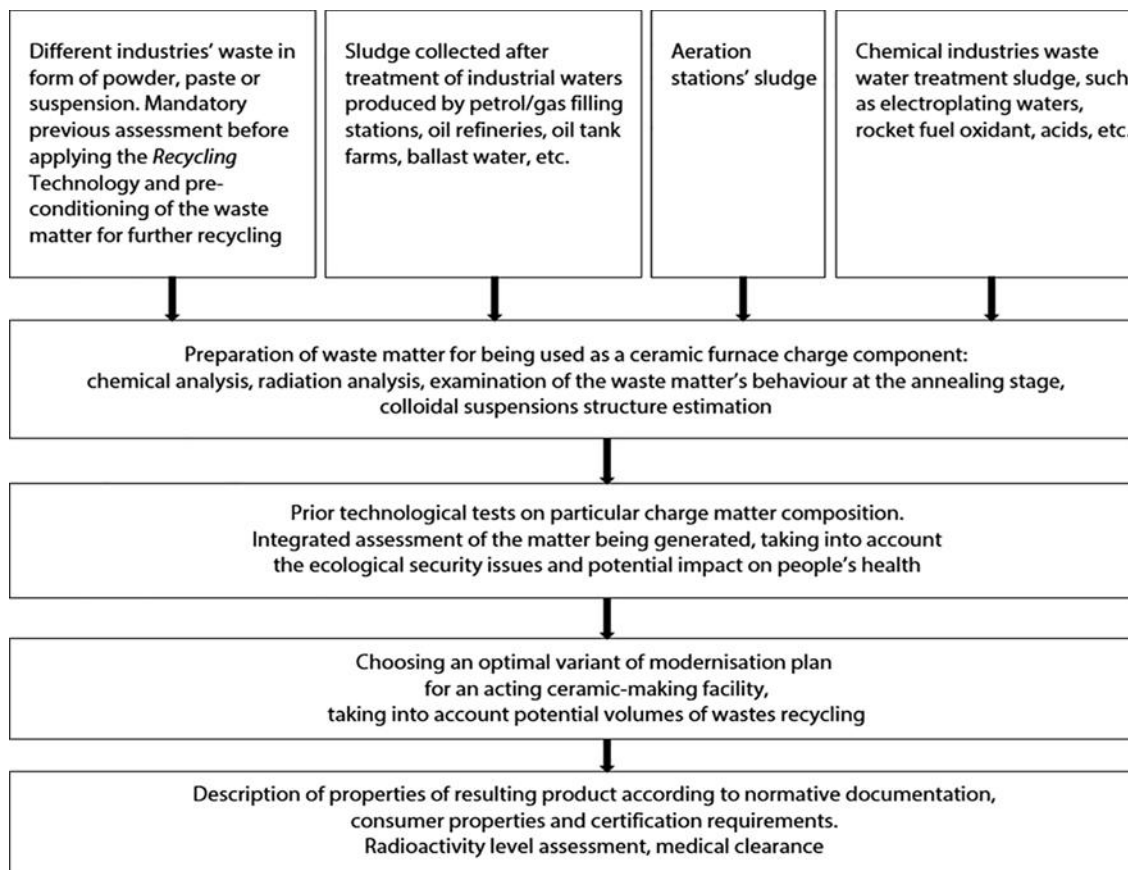 Different industries' waste in
form of powder, paste or
suspension. Mandatory
previous assessment before
applying the Recycling
Technology and pre-
conditioning of the waste
matter for further recycling
Sludge collected after
treatment of industrial waters
produced by petrol/gas filling
stations, oil refineries, oil tank
farms, ballast water, etc.
Aeration
stations' sludge
Chemical industries waste
water treatment sludge, such
as electroplating waters,
rocket fuel oxidant, acids, etc.
Preparation of waste matter for being used as a ceramic furnace charge component:
chemical analysis, radiation analysis, examination of the waste matter's behaviour at the annealing stage,
colloidal suspensions structure estimation
Prior technological tests on particular charge matter composition.
Integrated assessment of the matter being generated, taking into account
the ecological security issues and potential impact on people's health
Choosing an optimal variant of modernisation plan
for an acting ceramic-making facility,
taking into account potential volumes of wastes recycling
Description of properties of resulting product according to normative documentation,
consumer properties and certification requirements.
Radioactivity level assessment, medical clearance